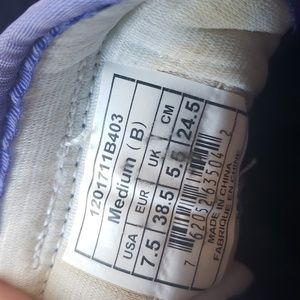 1201711B403
Medium (B)
USA EUR UK CM
7.5 38.5 5.5 24.5
MADE IN CHINA
FABRIQUE EN CHINE